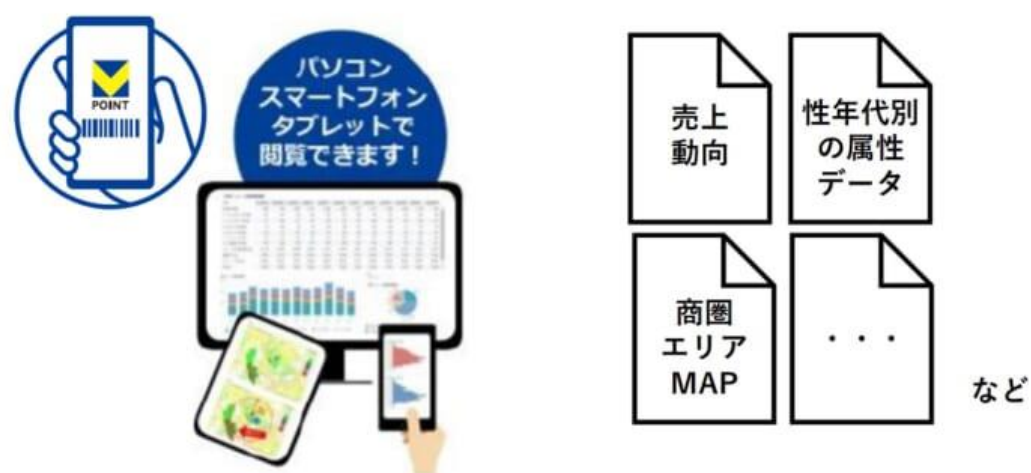 POINT
パソコン
スマートフォン
タブレットで
閲覧できます！
売上
動向
性年代別
の属性
データ
商圏
エリア
MAP
・・・
など